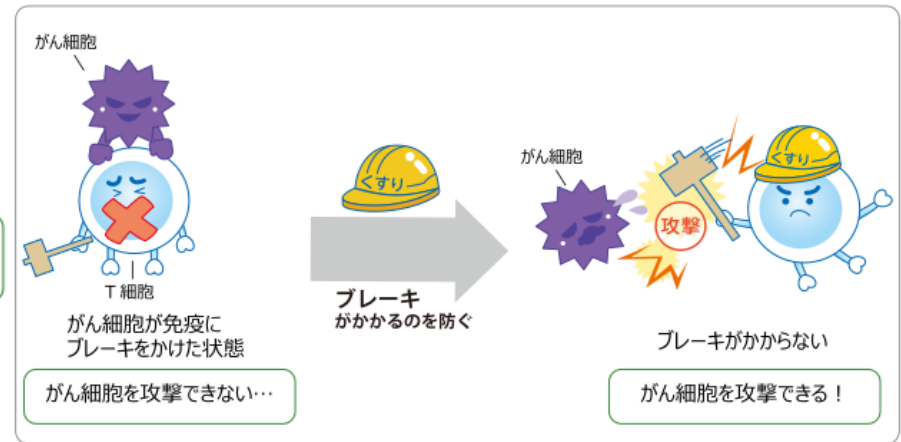 がん細胞
T 細胞
がん細胞が免疫に
ブレーキをかけた状態
がん細胞を攻撃できない…
くすり
ブレーキ
がかかるのを防ぐ
がん細胞
攻撃
くすり
ブレーキがかからない
がん細胞を攻撃できる！